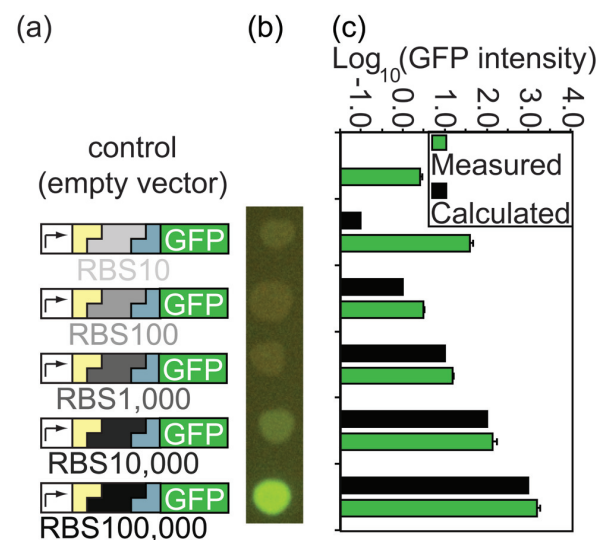 (a)
(b)
(c)
Log10(GFP intensity)
-1.0
0.0
1.0
2.0
3.0
4.0
Measured
Calculated
control
(empty vector)
GFP
RBS10
GFP
RBS100
GFP
RBS1,000
GFP
RBS10,000
GFP
RBS100,000